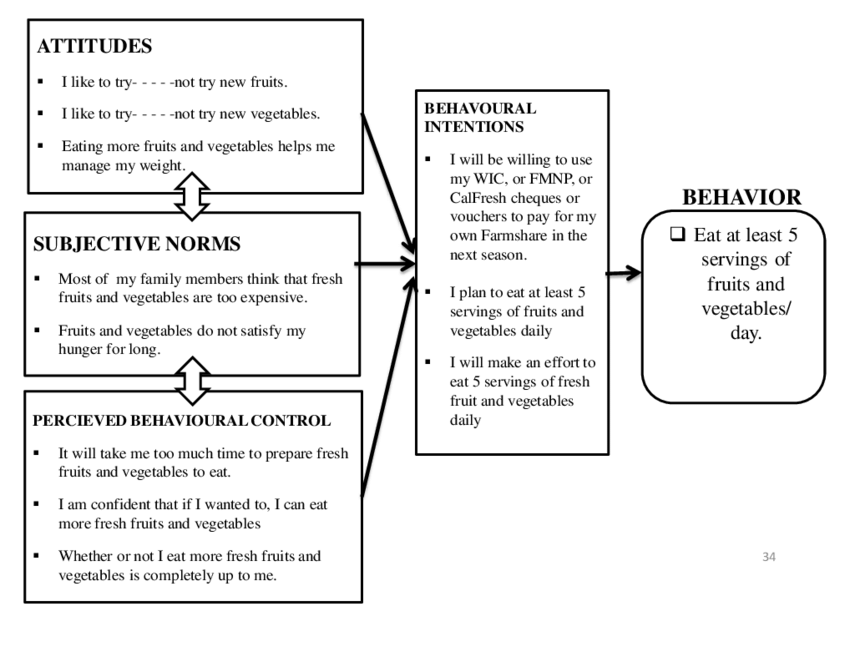 ATTITUDES
▪ I like to try- - - - -not try new fruits.
▪ I like to try- - - - -not try new vegetables.
▪ Eating more fruits and vegetables helps me
manage my weight.
SUBJECTIVE NORMS
▪ Most of my family members think that fresh
fruits and vegetables are too expensive.
▪ Fruits and vegetables do not satisfy my
hunger for long.
PERCIEVED BEHAVIOURAL CONTROL
▪ It will take me too much time to prepare fresh
fruits and vegetables to eat.
▪ I am confident that if I wanted to, I can eat
more fresh fruits and vegetables
▪ Whether or not I eat more fresh fruits and
vegetables is completely up to me.
BEHAVOURAL
INTENTIONS
▪ I will be willing to use
my WIC, or FMNP, or
CalFresh cheques or
vouchers to pay for my
own Farmshare in the
next season.
▪ I plan to eat at least 5
servings of fruits and
vegetables daily
▪ I will make an effort to
eat 5 servings of fresh
fruit and vegetables
daily
BEHAVIOR
❑ Eat at least 5
servings of
fruits and
vegetables/
day.
34